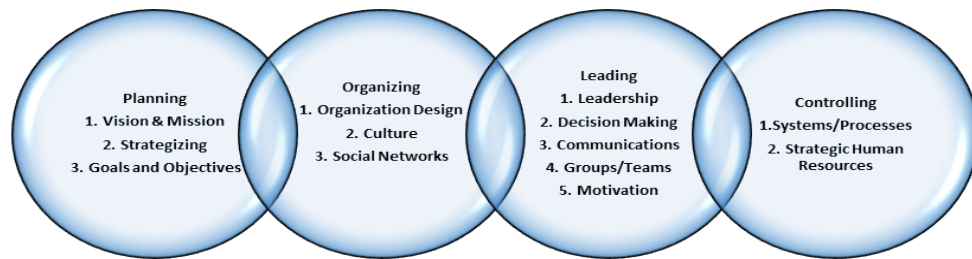 Planning
1. Vision & Mission
2. Strategizing
3. Goals and Objectives
Organizing
1. Organization Design
2. Culture
3. Social Networks
Leading
1. Leadership
2. Decision Making
3. Communications
4. Groups/Teams
5. Motivation
Controlling
1.Systems/Processes
2. Strategic Human
Resources